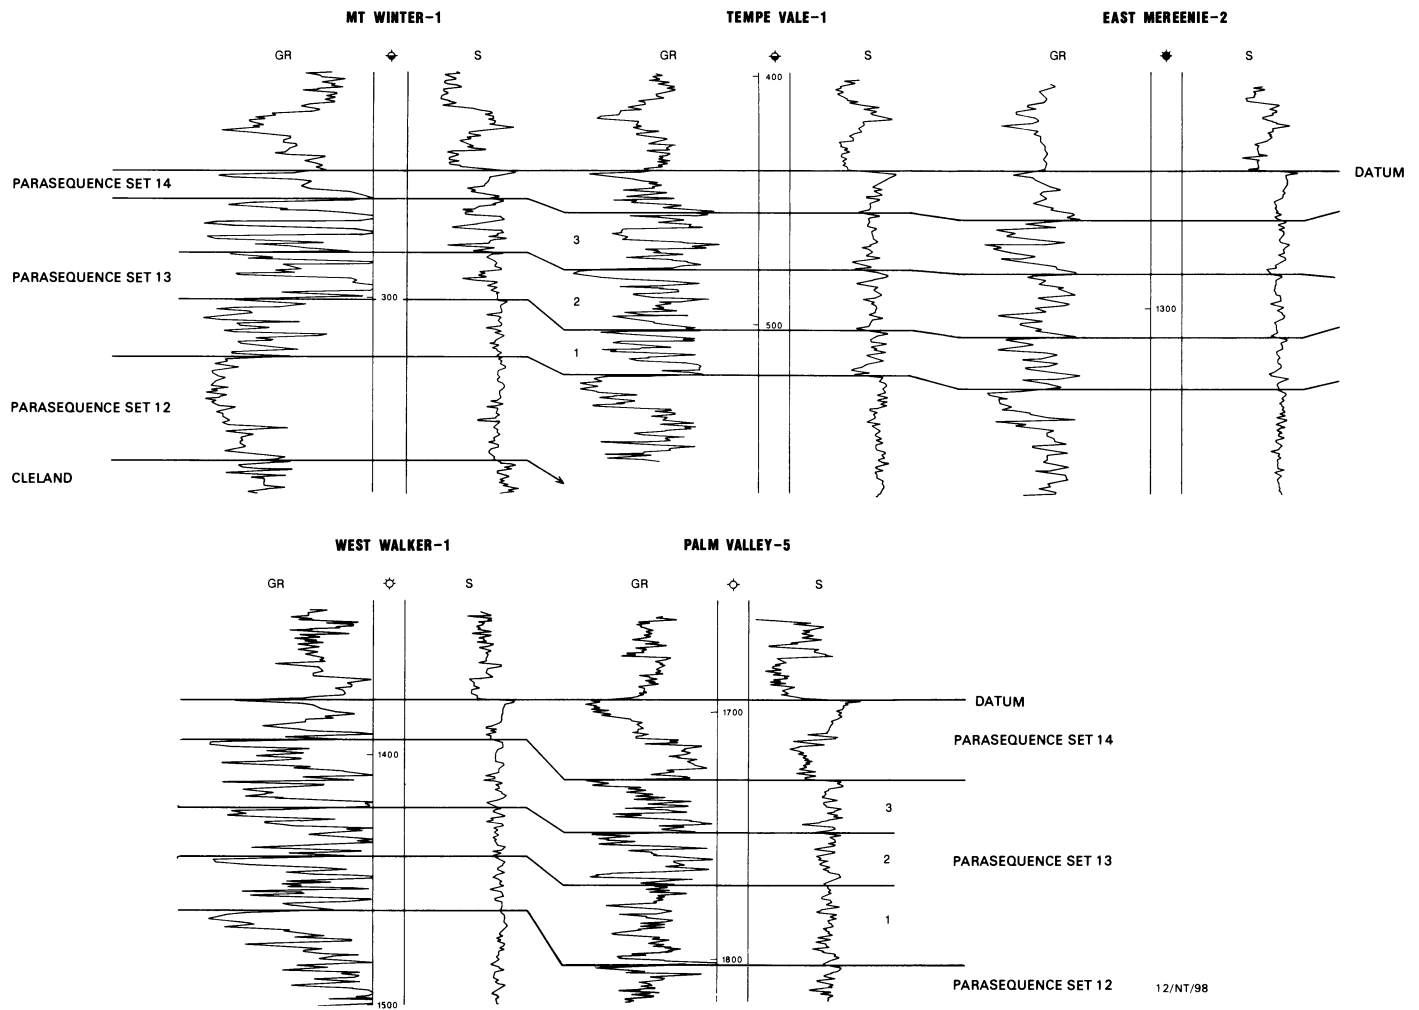 MT WINTER-1
TEMPE VALE-1
EAST MEREENIE-2
GR
S
GR
S
GR
S
400
DATUM
PARASEQUENCE SET 14
3
PARASEQUENCE SET 13
300
2
1300
500
1
PARASEQUENCE SET 12
CLELAND
WEST WALKER-1
PALM VALLEY-5
GR
S
GR
S
DATUM
1700
PARASEQUENCE SET 14
1400
3
2
PARASEQUENCE SET 13
1
1800
PARASEQUENCE SET 12
12/NT/98
1500